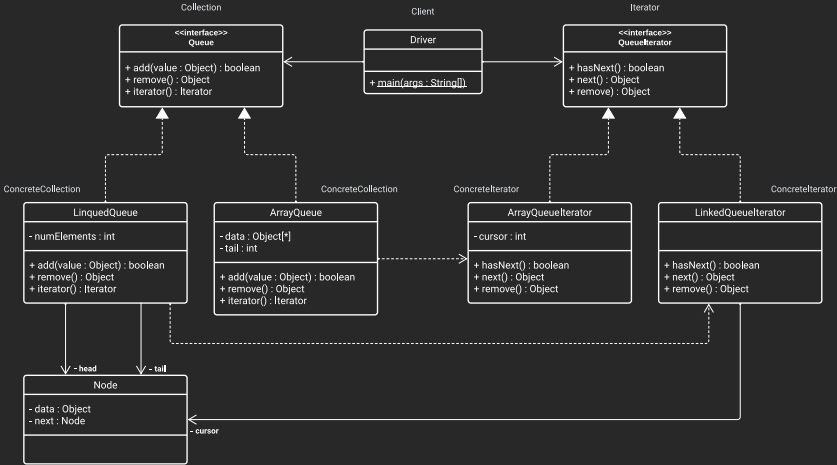 Collection
Client
Iterator
<<interface>>
Queue
+ add(value : Object) : boolean
+ remove() : Object
+ iterator() : Iterator
Driver
+ main(args : String[])
<<interface>>
QueueIterator
+ hasNext() : boolean
+ next() : Object
+ remove) : Object
ConcreteCollection
ConcreteCollection
ConcreteIterator
ConcreteIterator
LinquedQueue
- numElements : int
+ add(value : Object) : boolean
+ remove() : Object
+ iterator() : Iterator
ArrayQueue
- data : Object[*]
- tail : int
+ add(value : Object) : boolean
+ remove() : Object
+ iterator() : Iterator
ArrayQueueIterator
- cursor : int
+ hasNext() : boolean
+ next() : Object
+ remove() : Object
LinkedQueueIterator
+ hasNext() : boolean
+ next() : Object
+ remove() : Object
- head
- tail
Node
- data : Object
- next : Node
- cursor